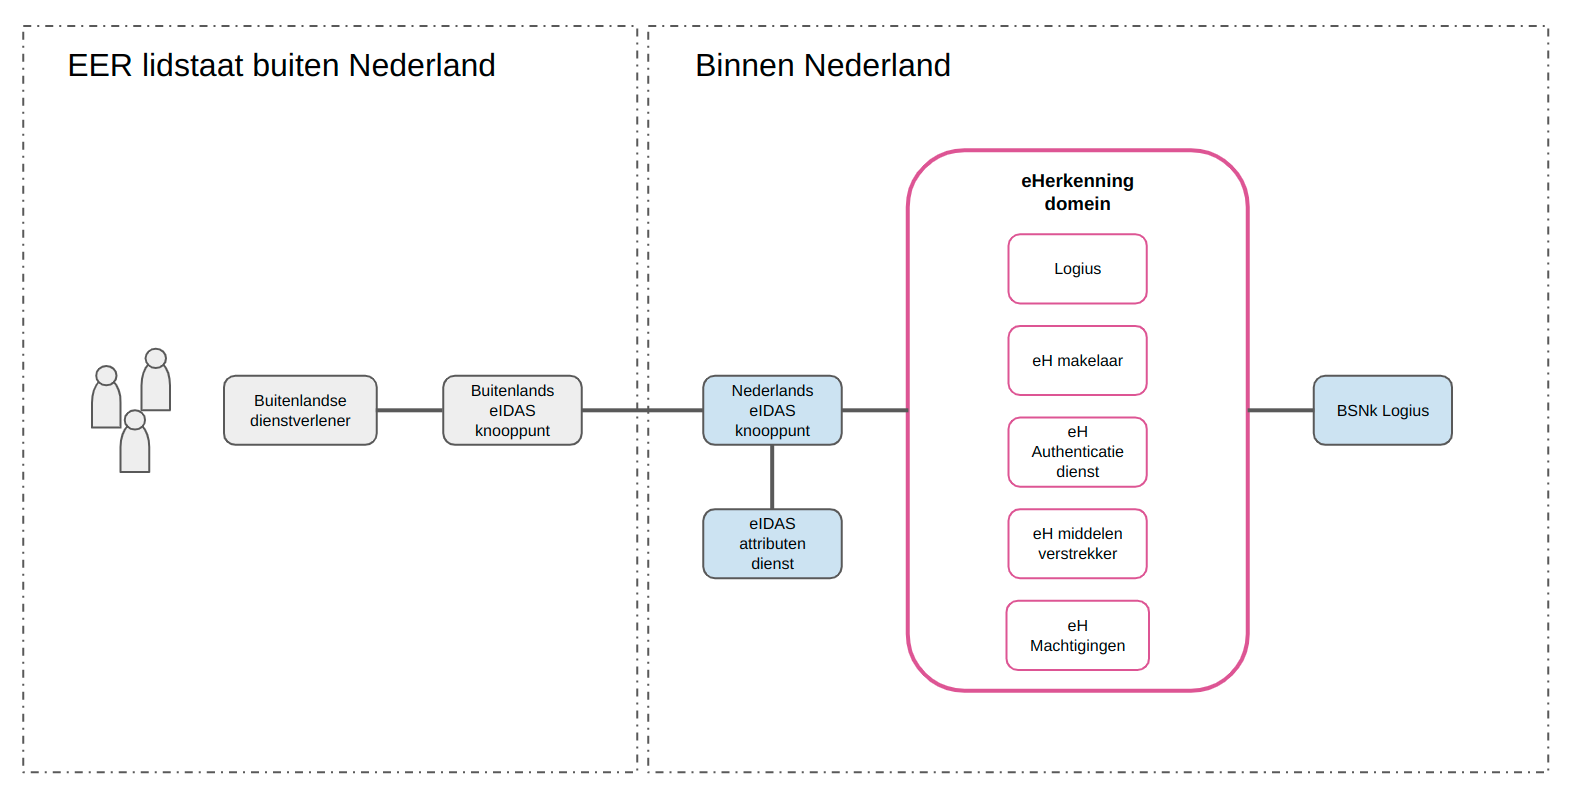 EER lidstaat buiten Nederland
Binnen Nederland
Buitenlandse
dienstverlener
Buitenlands
eIDAS
knooppunt
Nederlands
eIDAS
knooppunt
eIDAS
attributen
dienst
eHerkenning
domein
Logius
eH makelaar
eH
Authenticatie
dienst
eH middelen
verstrekker
eH
Machtigingen
BSNk Logius